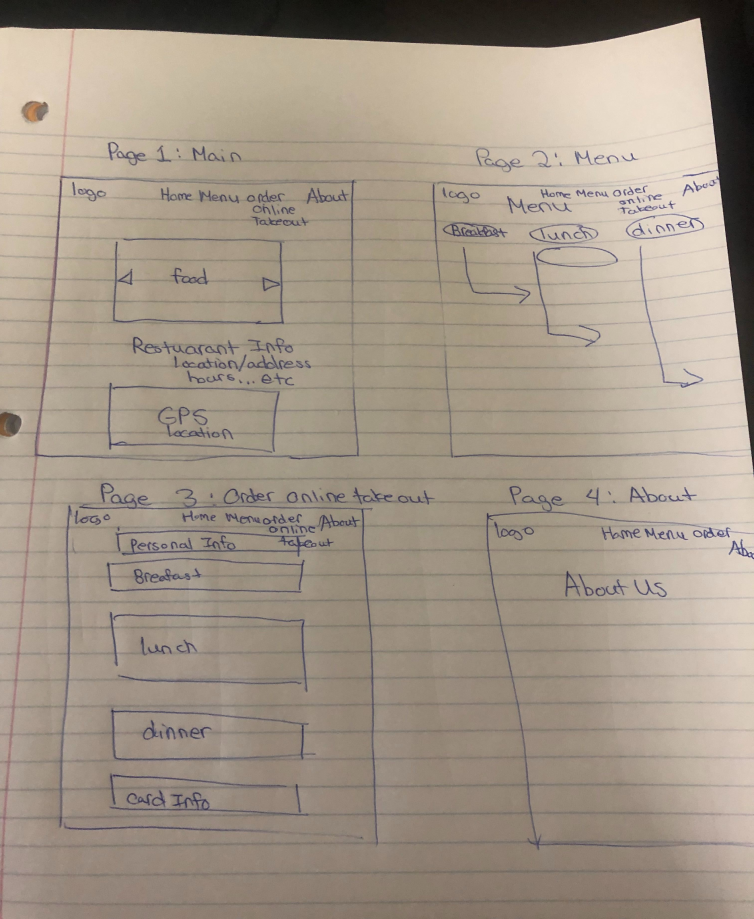 Page 1: Main
logo Home Menu order About
online
Takeout
food
Restuarant Info
location/address
hours... etc
GPS
location
Page 2: Menu
logo Home Menu order About
Menu online
Takeout
Breakfast lunch dinner
Page 3: Order online takeout
logo Home Menu order About
online
takeout
Personal Info
Breafast
lunch
dinner
Card Info
Page 4: About
logo Home Menu order
Abo
About Us